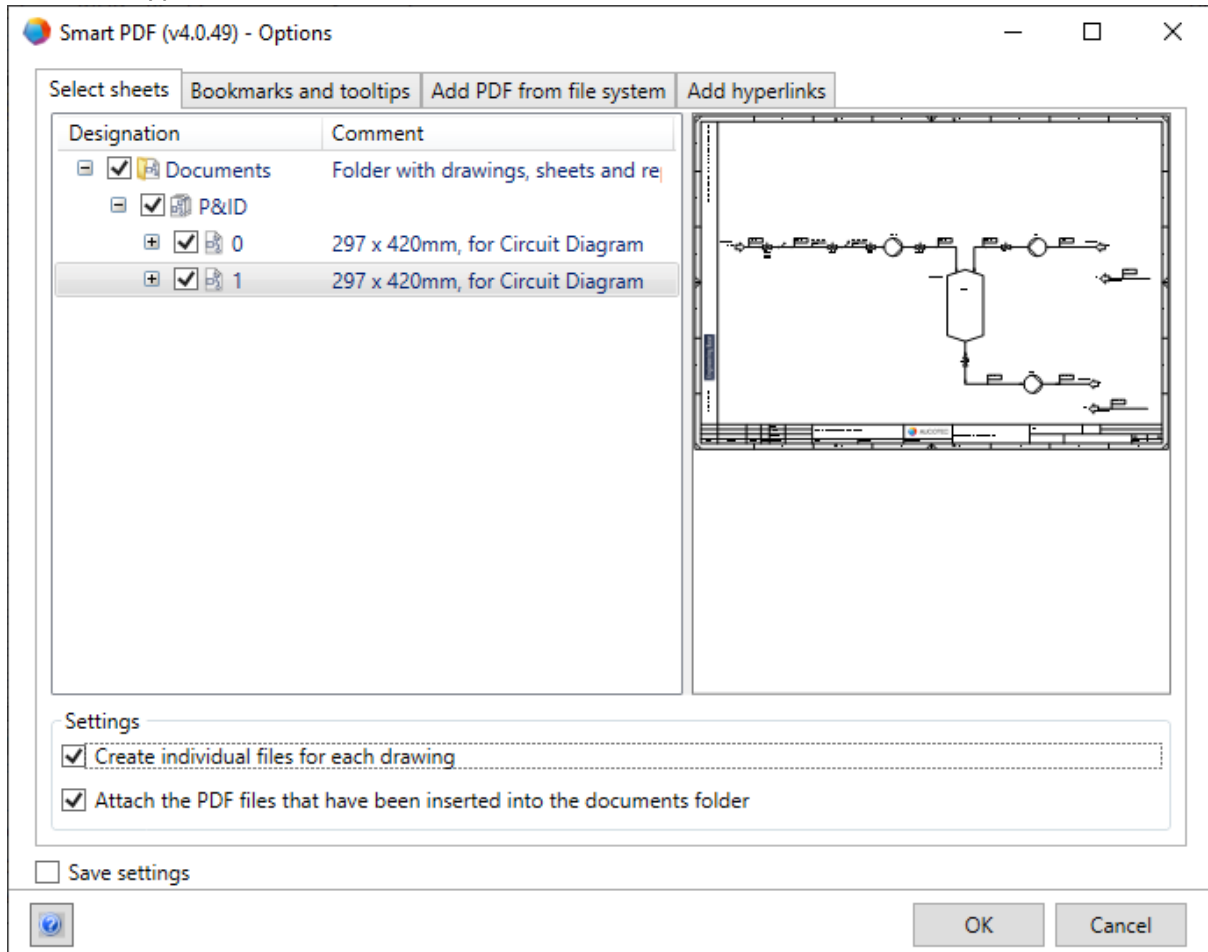 Smart PDF (v4.0.49) - Options
Select sheets Bookmarks and tooltips Add PDF from file system Add hyperlinks
Designation Comment
Documents Folder with drawings, sheets and re
P&ID
0 297 x 420mm, for Circuit Diagram
1 297 x 420mm, for Circuit Diagram
AUCOTEC
Settings
Create individual files for each drawing
Attach the PDF files that have been inserted into the documents folder
Save settings
OK Cancel